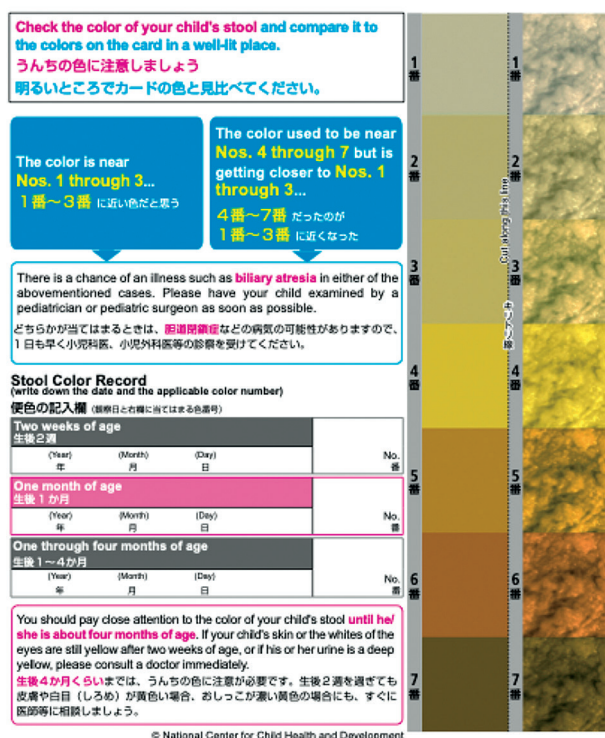 Check the color of your child's stool and compare it to
the colors on the card in a well-lit place.
うんちの色に注意しましょう
明るいところでカードの色と見比べてください。
The color is near
Nos. 1 through 3...
1番〜3番 に近い色だと思う
The color used to be near
Nos. 4 through 7 but is
getting closer to Nos. 1
through 3...
4番〜7番 だったのが
1番〜3番 に近くなった
There is a chance of an illness such as biliary atresia in either of the
abovementioned cases. Please have your child examined by a
pediatrician or pediatric surgeon as soon as possible.
どちらかが当てはまるときは、胆道閉鎖症などの病気の可能性がありますので、
1日も早く小児科医、小児外科医等の診察を受けてください。
Stool Color Record
(write down the date and the applicable color number)
便色の記入欄 (観察日と右欄に当てはまる色番号)
Two weeks of age
生後2週
(Year) (Month) (Day) No.
年 月 日 番
One month of age
生後1か月
(Year) (Month) (Day) No.
年 月 日 番
One through four months of age
生後1〜4か月
(Year) (Month) (Day) No.
年 月 日 番
You should pay close attention to the color of your child's stool until he/
she is about four months of age. If your child's skin or the whites of the
eyes are still yellow after two weeks of age, or if his or her urine is a deep
yellow, please consult a doctor immediately.
生後4か月くらいまでは、うんちの色に注意が必要です。生後2週を過ぎても
皮膚や白目(しろめ)が黄色い場合、おしっこが濃い黄色の場合にも、すぐに
医師等に相談しましょう。
© National Center for Child Health and Development
1番
2番
3番
4番
5番
6番
7番
Cut along this line
キリトリ線
1番
2番
3番
4番
5番
6番
7番